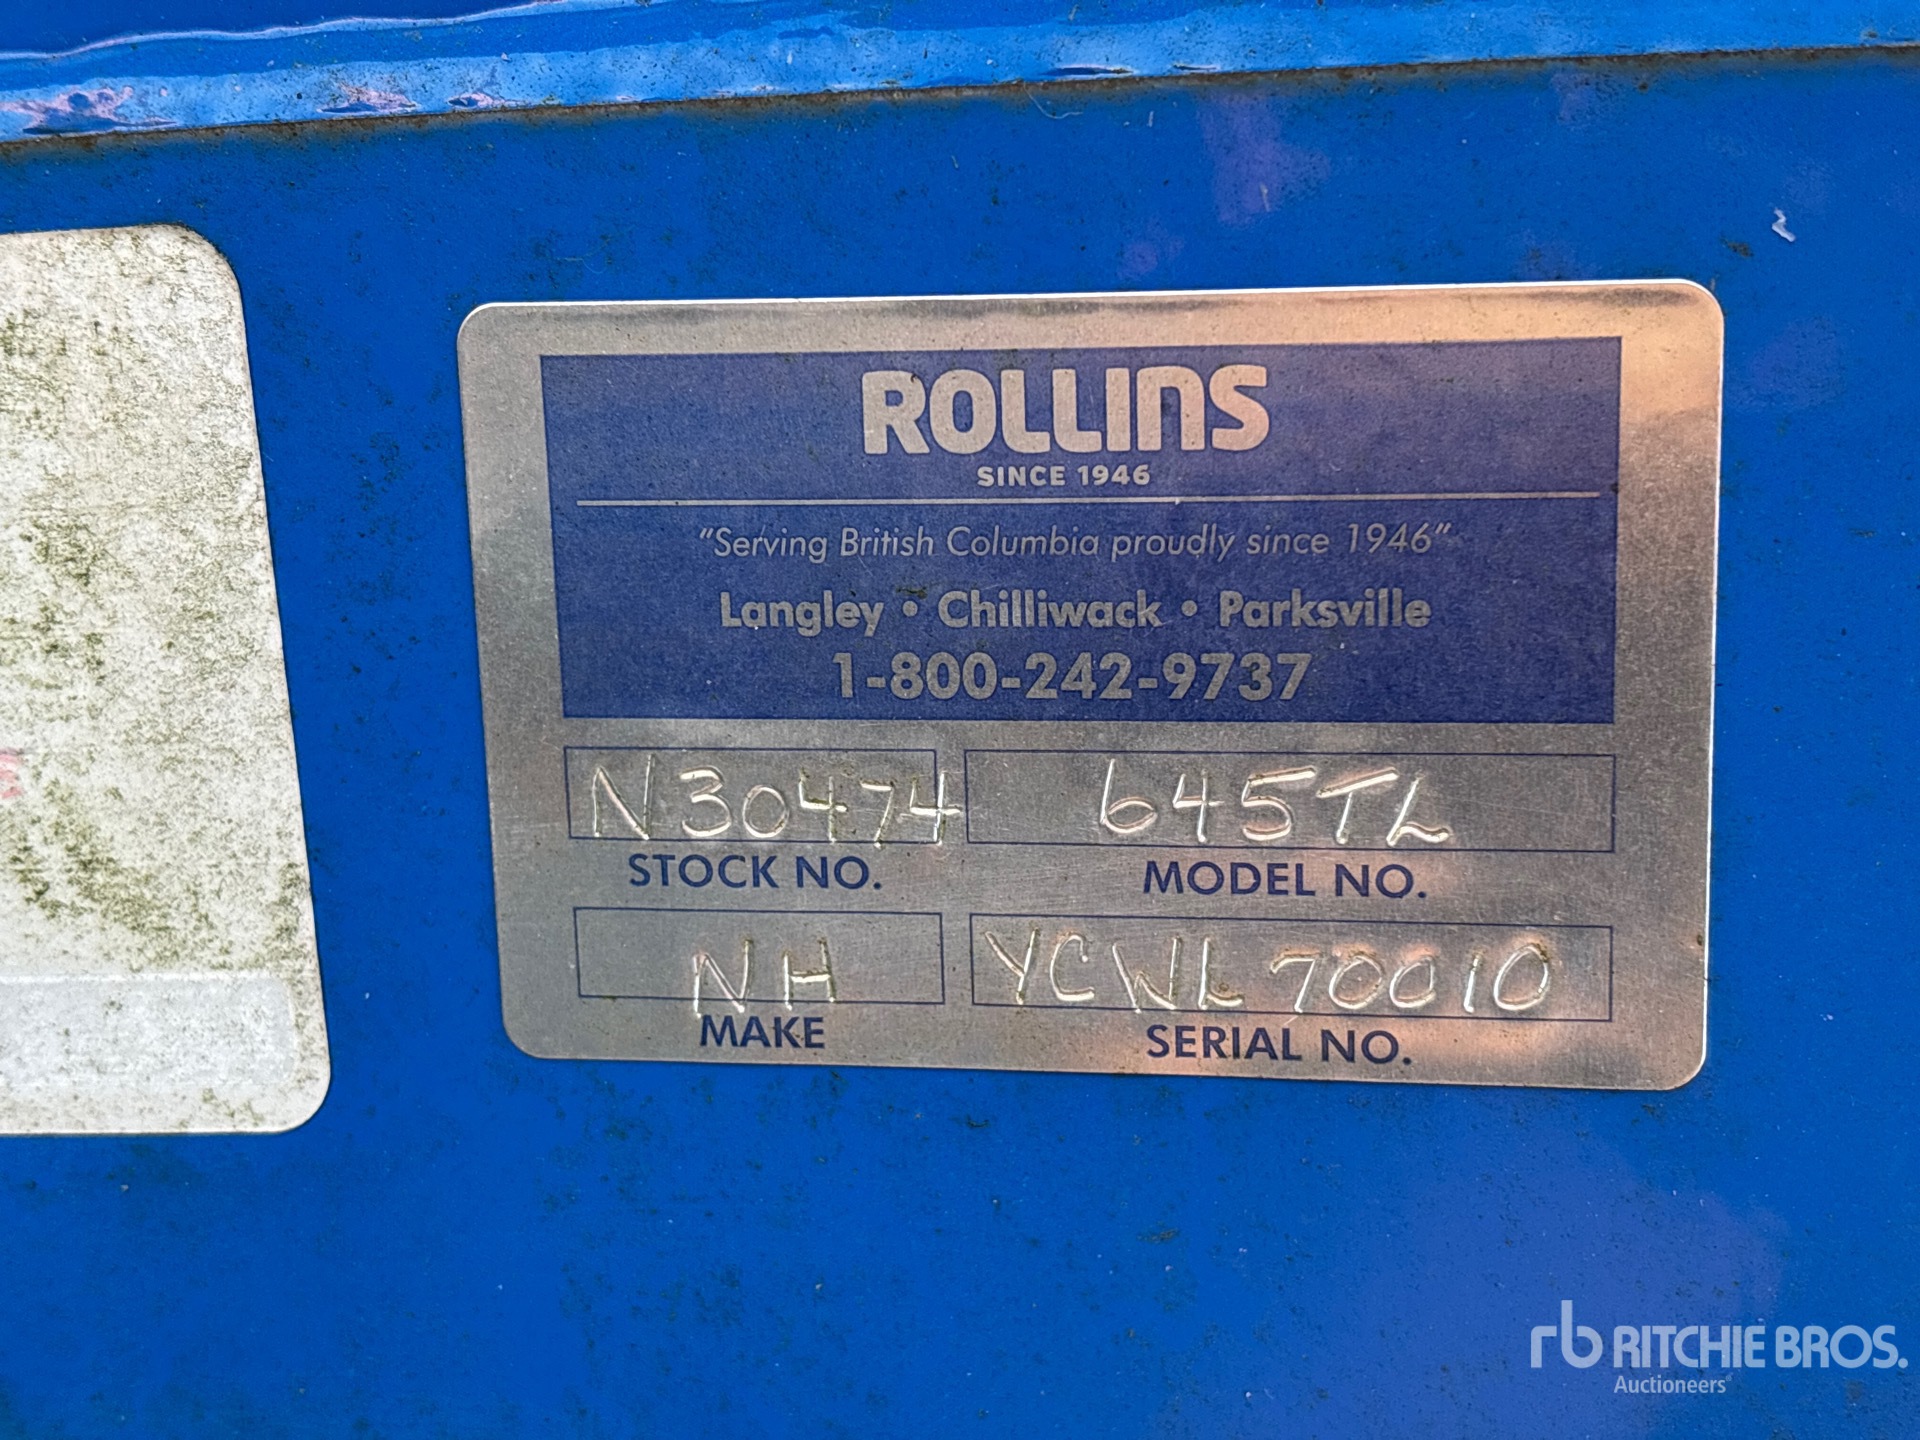 ROLLINS
SINCE 1946
"Serving British Columbia proudly since 1946"
Langley • Chilliwack • Parksville
1-800-242-9737
N30474 645TL
STOCK NO. MODEL NO.
NH YCWL70010
MAKE SERIAL NO.
rb RITCHIE BROS.
Auctioneers